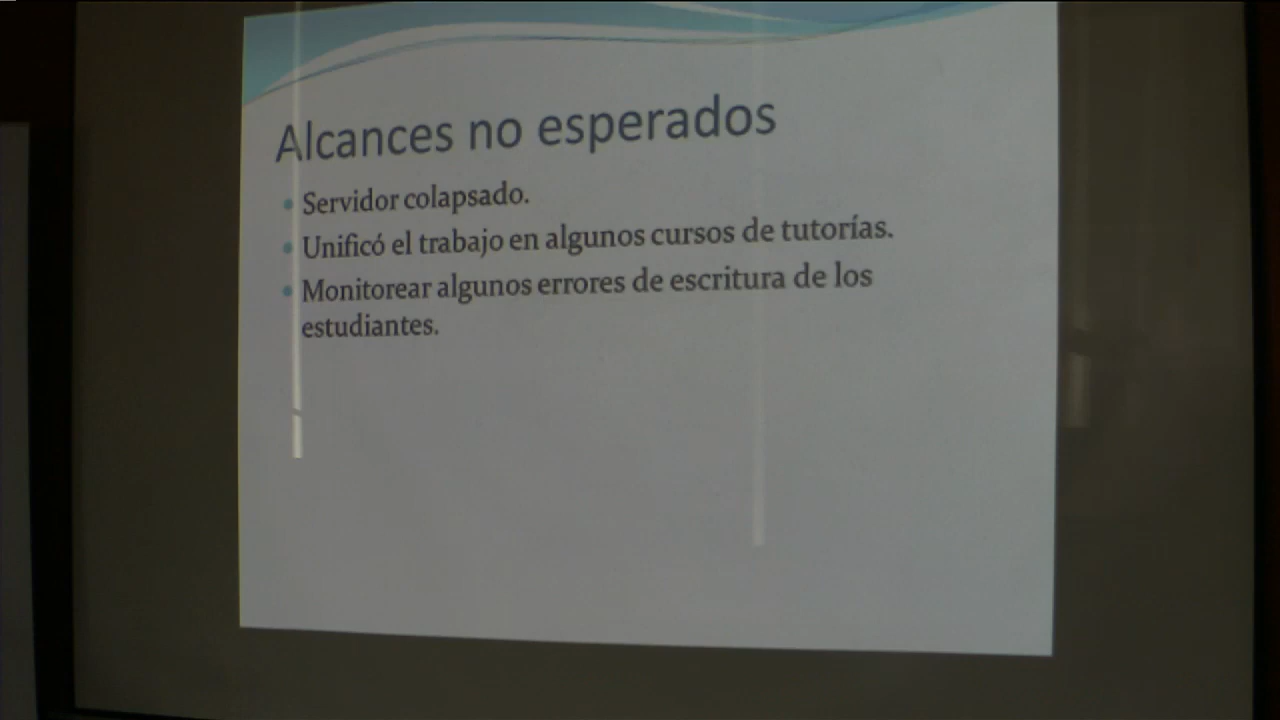 Alcances no esperados
• Servidor colapsado.
• Unificó el trabajo en algunos cursos de tutorías.
• Monitorear algunos errores de escritura de los
estudiantes.